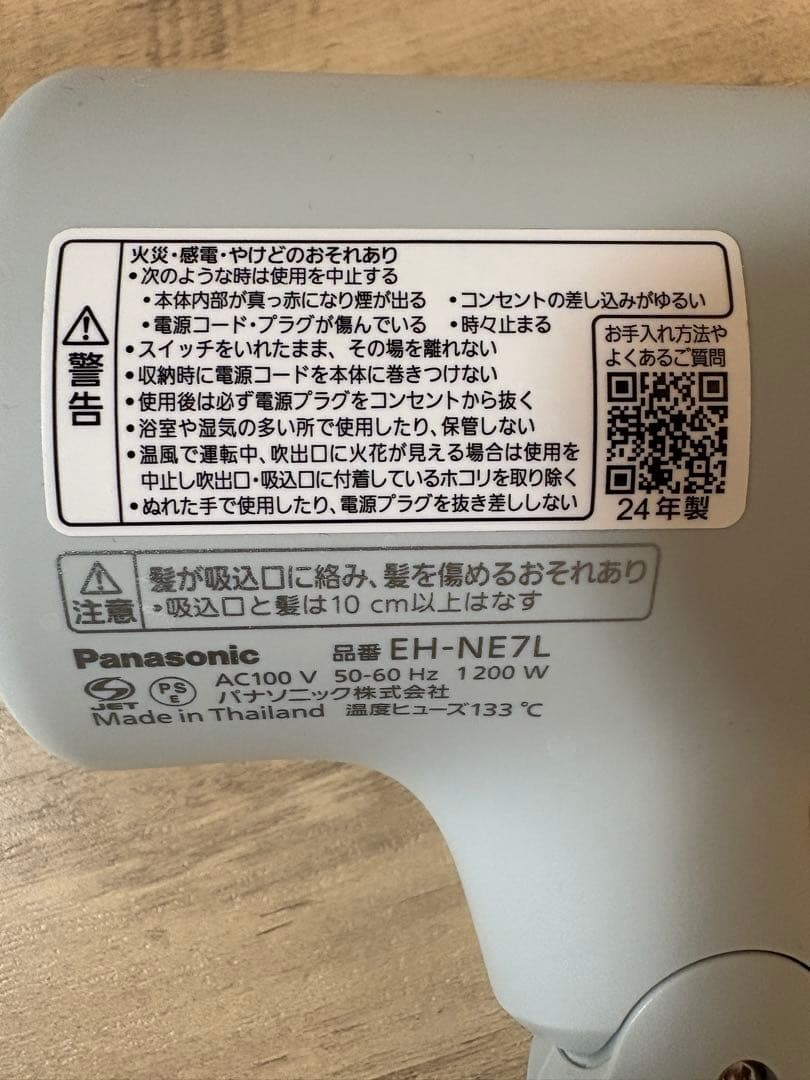 警告
火災・感電・やけどのおそれあり
•次のような時は使用を中止する
•本体内部が真っ赤になり煙が出る •コンセントの差し込みがゆるい
•電源コード・プラグが傷んでいる •時々止まる
•スイッチをいれたまま、その場を離れない
•収納時に電源コードを本体に巻きつけない
•使用後は必ず電源プラグをコンセントから抜く
•浴室や湿気の多い所で使用したり、保管しない
•温風で運転中、吹出口に火花が見える場合は使用を
中止し吹出口・吸込口に付着しているホコリを取り除く
•ぬれた手で使用したり、電源プラグを抜き差ししない
お手入れ方法や
よくあるご質問
24年製
注意
髪が吸込口に絡み、髪を傷めるおそれあり
•吸込口と髪は10 cm以上はなす
Panasonic 品番 EH-NE7L
AC100 V 50-60 Hz 1200 W
JET PSE パナソニック株式会社
Made in Thailand 温度ヒューズ133 ℃